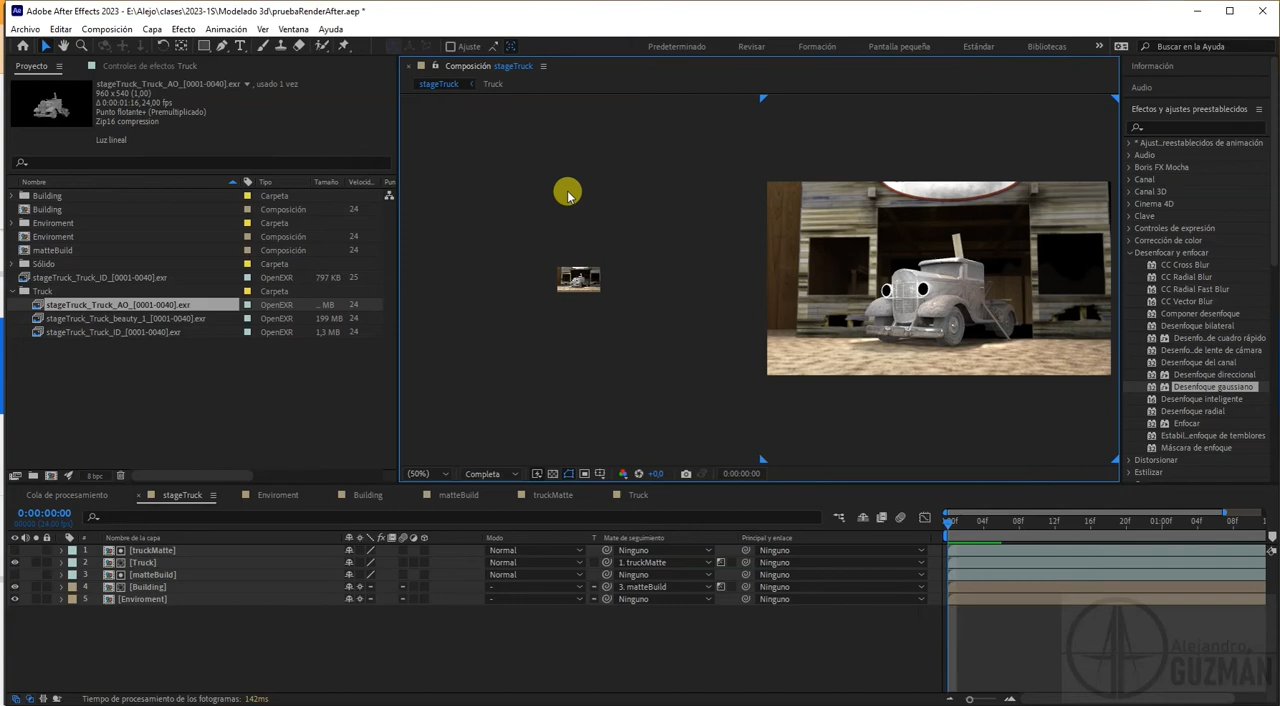 Adobe After Effects 2023 - E:\Alejo\clases\2023-1S\Modelado 3d\pruebaRenderAfter.aep *
Archivo Editar Composición Capa Efecto Animación Ver Ventana Ayuda
Ajuste Predeterminado Revisar Formación Pantalla pequeña Estándar Bibliotecas Buscar en la Ayuda
Proyecto Controles de efectos Truck
stageTruck_Truck_AO_[0001-0040].exr , usado 1 vez
960 x 540 (1,00)
Δ 0:00:01:16, 24,00 fps
Punto flotante+ (Premultiplicado)
Zip16 compression
Luz lineal
Nombre Tipo Tamaño Velocid... Pun
Building Carpeta
Building Composición 24
Enviroment Carpeta
Enviroment Composición 24
matteBuild Composición 24
Sólido Carpeta
stageTruck_Truck_ID_[0001-0040].exr OpenEXR 797 KB 25
Truck Carpeta
stageTruck_Truck_AO_[0001-0040].exr OpenEXR ... MB 24
stageTruck_Truck_beauty_1_[0001-0040].exr OpenEXR 199 MB 24
stageTruck_Truck_ID_[0001-0040].exr OpenEXR 1,3 MB 24
8 bpc
Composición stageTruck
stageTruck Truck
(50%) Completa +0,0 0:00:00:00
Información
Audio
Efectos y ajustes preestablecidos
* Ajust...reestablecidos de animación
Audio
Boris FX Mocha
Canal
Canal 3D
Cinema 4D
Clave
Controles de expresión
Corrección de color
Desenfocar y enfocar
CC Cross Blur
CC Radial Blur
CC Radial Fast Blur
CC Vector Blur
Componer desenfoque
Desenfoque bilateral
Desenfo...de cuadro rápido
Desenfo...de lente de cámara
Desenfoque del canal
Desenfoque direccional
Desenfoque gaussiano
Desenfoque inteligente
Desenfoque radial
Enfocar
Estabil...enfoque de temblores
Máscara de enfoque
Distorsionar
Estilizar
Cola de procesamiento stageTruck Enviroment Building matteBuild truckMatte Truck
0:00:00:00
00000 (24.00 fps)
# Nombre de la capa fx Modo T Mate de seguimiento Principal y enlace
:00f 04f 08f 12f 16f 20f 01:00f 04f 08f 1
1 [truckMatte] Normal Ninguno Ninguno
2 [Truck] Normal 1. truckMatte Ninguno
3 [matteBuild] Normal Ninguno Ninguno
4 [Building] - 3. matteBuild Ninguno
5 [Enviroment] - Ninguno Ninguno
Alejandro
GUZMAN
Tiempo de procesamiento de los fotogramas: 142ms